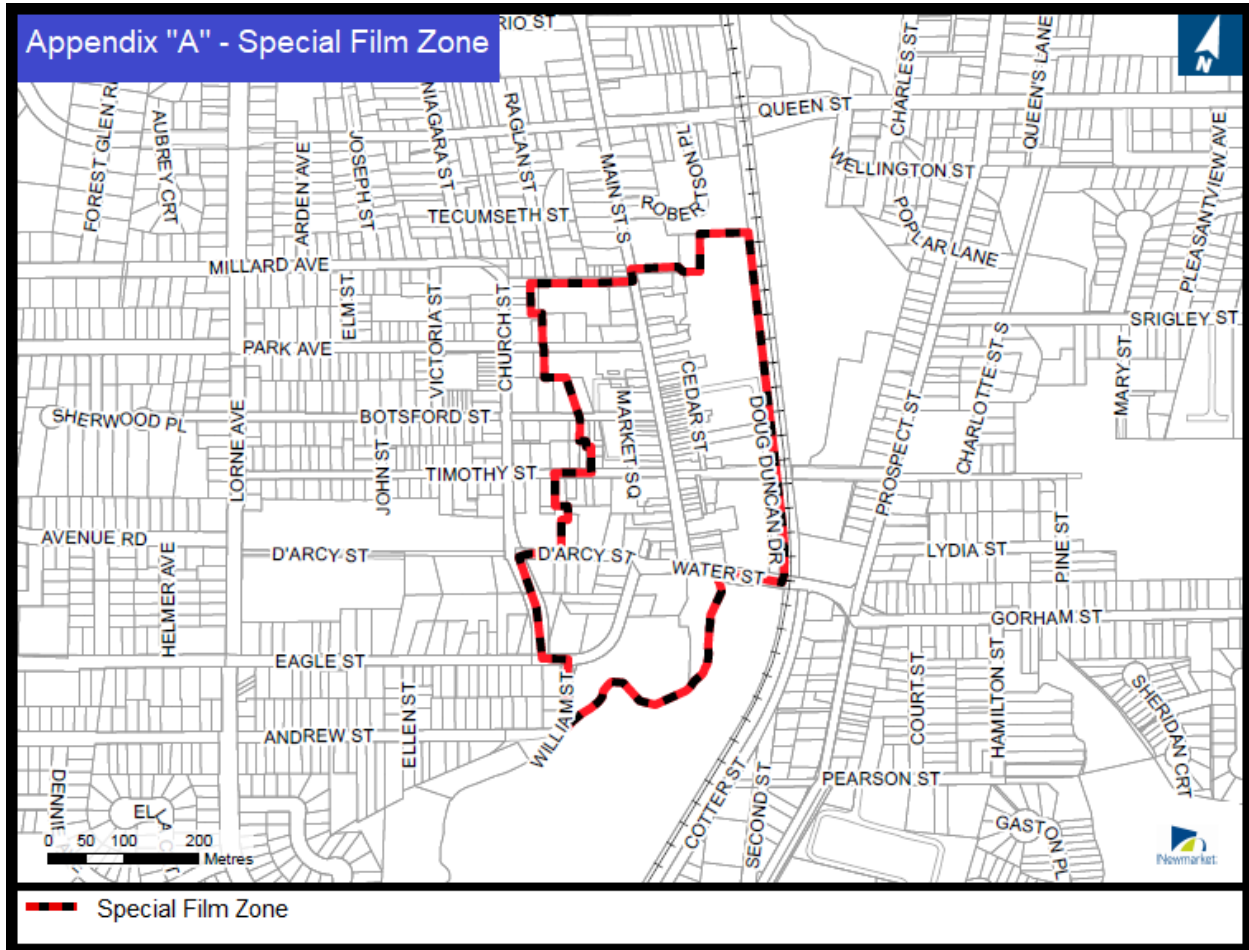 Appendix "A" - Special Film Zone
RIO ST
N
QUEEN ST
CHARLES ST
QUEEN'S LANE
FOREST GLEN R
AUBREY CRT
ARDEN AVE
JOSEPH ST
NIAGARA ST
RAGLAN ST
MAIN ST S
ROBERTSON PL
WELLINGTON ST
POPLAR LANE
PLEASANTVIEW AVE
TECUMSETH ST
MILLARD AVE
ELM ST
VICTORIA ST
CHURCH ST
SRIGLEY ST
PARK AVE
MARY ST
CHARLOTTE ST S
PROSPECT ST
CEDAR ST
DOUG DUNCAN DR
MARKET SQ
SHERWOOD PL
BOTSFORD ST
LORNE AVE
JOHN ST
TIMOTHY ST
AVENUE RD
D'ARCY ST
D'ARCY ST
WATER ST
LYDIA ST
PINE ST
HELMER AVE
GORHAM ST
EAGLE ST
ELLEN ST
WILLIAM ST
COURT ST
HAMILTON ST
SHERIDAN CRT
ANDREW ST
DENNI
EL
COTTER ST
SECOND ST
PEARSON ST
GASTON PL
0 50 100 200
Metres
Newmarket
Special Film Zone